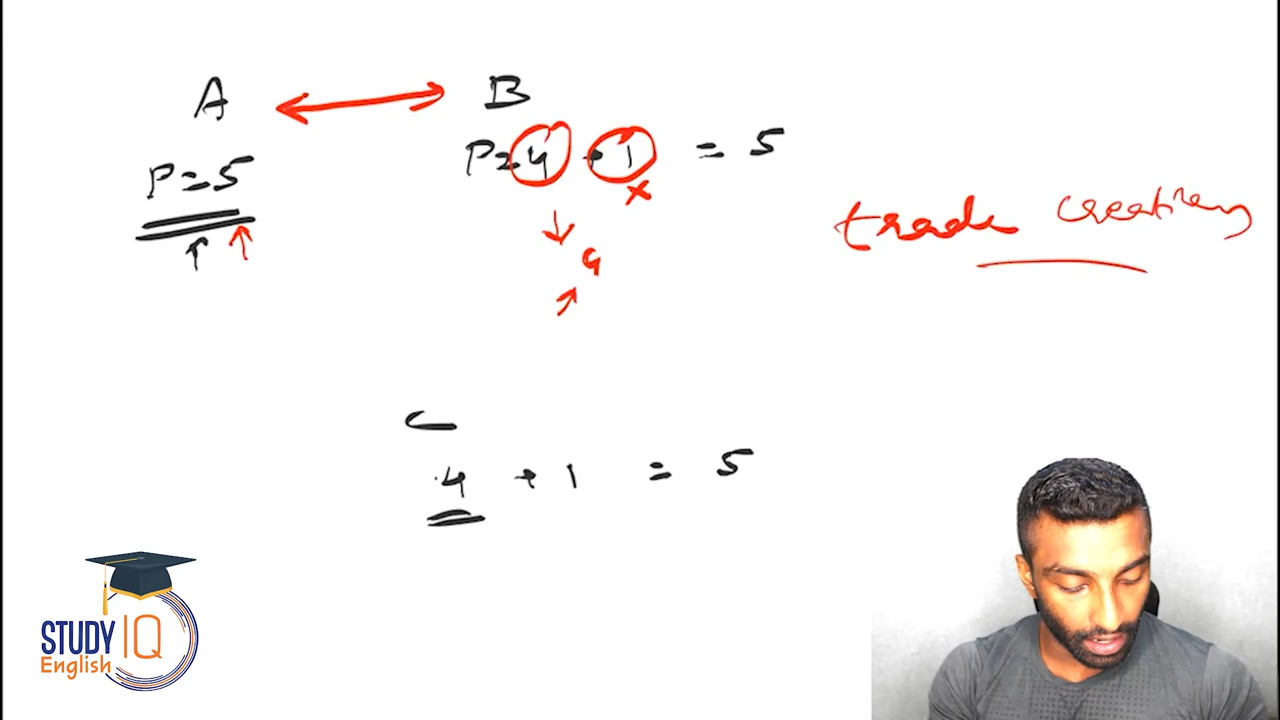 A B
P=5 P=4 + 1 = 5
x
trade creation
4
C
4 + 1 = 5
STUDY IQ
English